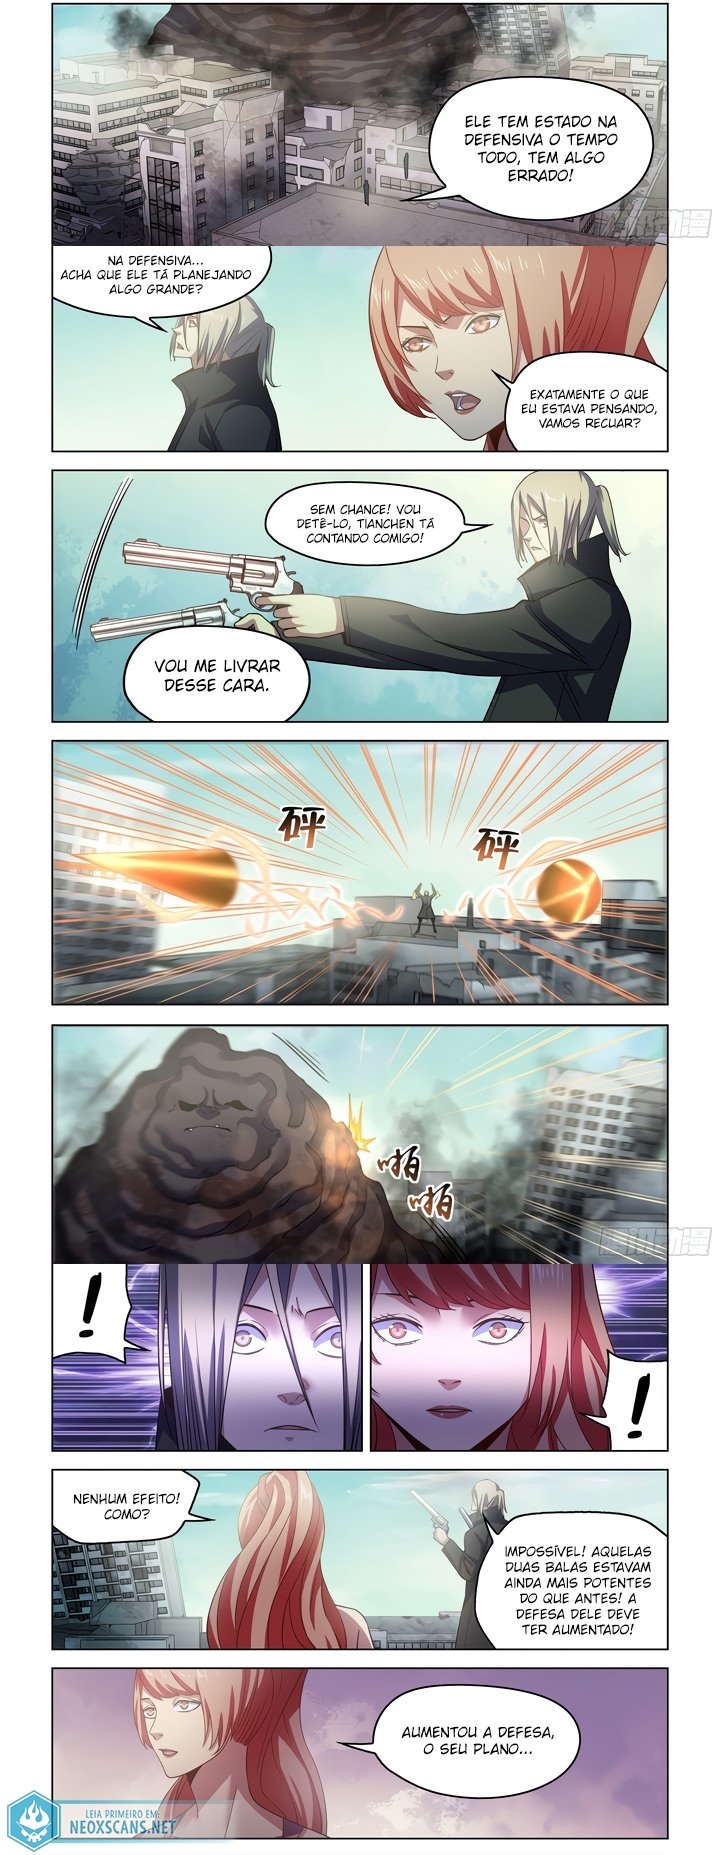 ELE TEM ESTADO NA
DEFENSIVA O TEMPO
TODO, TEM ALGO
ERRADO!
NA DEFENSIVA...
ACHA QUE ELE TÁ PLANEJANDO
ALGO GRANDE?
EXATAMENTE O QUE
EU ESTAVA PENSANDO,
VAMOS RECUAR?
SEM CHANCE! VOU
DETÊ-LO, TIANCHEN TÁ
CONTANDO COMIGO!
VOU ME LIVRAR
DESSE CARA.
砰
砰
啪
啪
!
!
NENHUM EFEITO!
COMO?
IMPOSSÍVEL! AQUELAS
DUAS BALAS ESTAVAM
AINDA MAIS POTENTES
DO QUE ANTES! A
DEFESA DELE DEVE
TER AUMENTADO!
AUMENTOU A DEFESA,
O SEU PLANO...
LEIA PRIMEIRO EM:
NEOXSCANS.NET